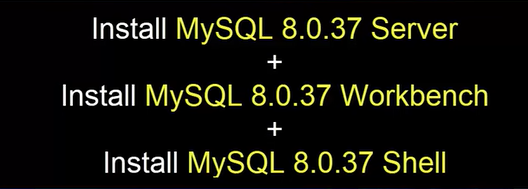 Install MySQL 8.0.37 Server
+
Install MySQL 8.0.37 Workbench
+
Install MySQL 8.0.37 Shell